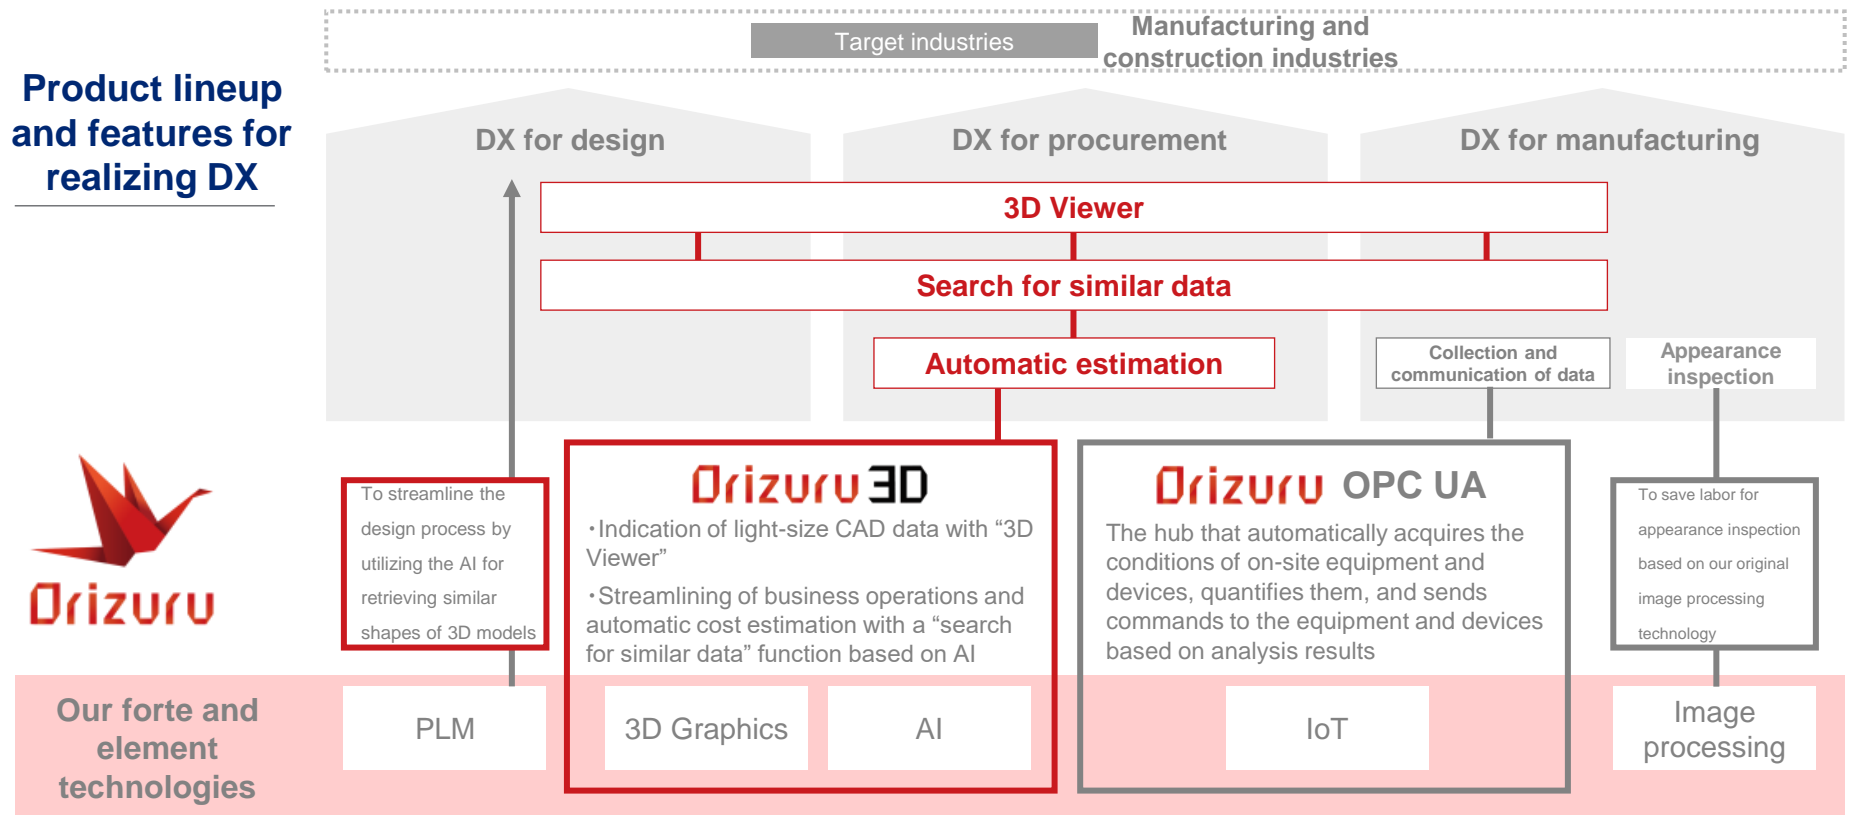 Target industries
Manufacturing and
construction industries
Product lineup
and features for
realizing DX
DX for design
DX for procurement
DX for manufacturing
3D Viewer
Search for similar data
Automatic estimation
Collection and
communication of data
Appearance
inspection
Orizuru
To streamline the
design process by
utilizing the AI for
retrieving similar
shapes of 3D models
Orizuru 3D
・Indication of light-size CAD data with “3D
Viewer”
・Streamlining of business operations and
automatic cost estimation with a “search
for similar data” function based on AI
Orizuru OPC UA
The hub that automatically acquires the
conditions of on-site equipment and
devices, quantifies them, and sends
commands to the equipment and devices
based on analysis results
To save labor for
appearance inspection
based on our original
image processing
technology
Our forte and
element
technologies
PLM
3D Graphics
AI
IoT
Image
processing